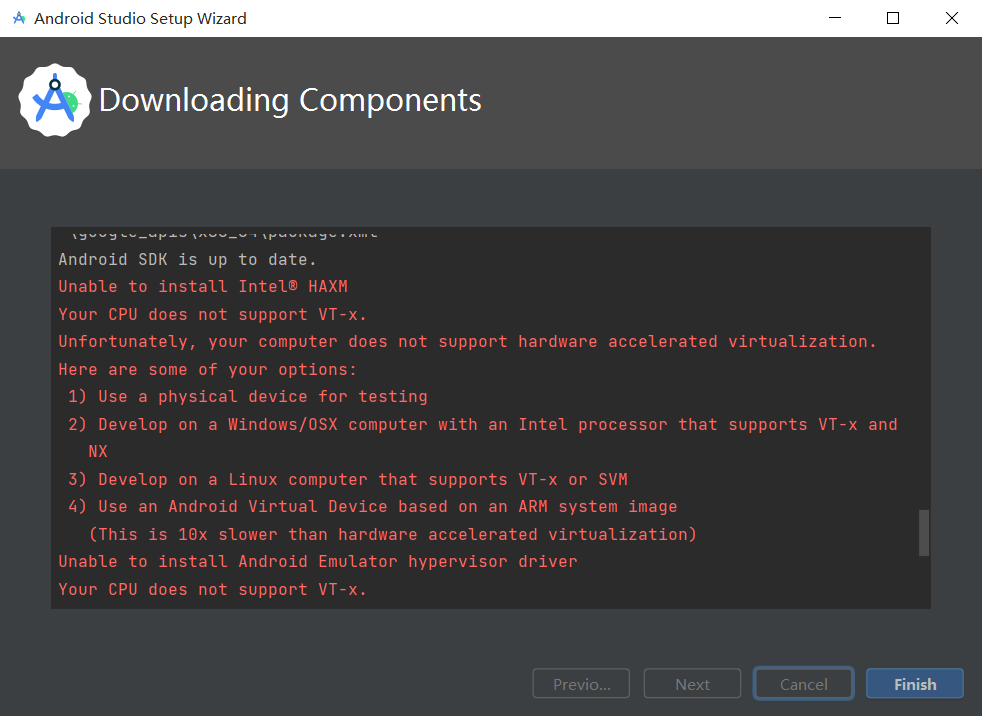 Android Studio Setup Wizard
Downloading Components
\google_apis\x86_64\package.xml
Android SDK is up to date.
Unable to install Intel® HAXM
Your CPU does not support VT-x.
Unfortunately, your computer does not support hardware accelerated virtualization.
Here are some of your options:
1) Use a physical device for testing
2) Develop on a Windows/OSX computer with an Intel processor that supports VT-x and
NX
3) Develop on a Linux computer that supports VT-x or SVM
4) Use an Android Virtual Device based on an ARM system image
(This is 10x slower than hardware accelerated virtualization)
Unable to install Android Emulator hypervisor driver
Your CPU does not support VT-x.
Previo... Next Cancel Finish